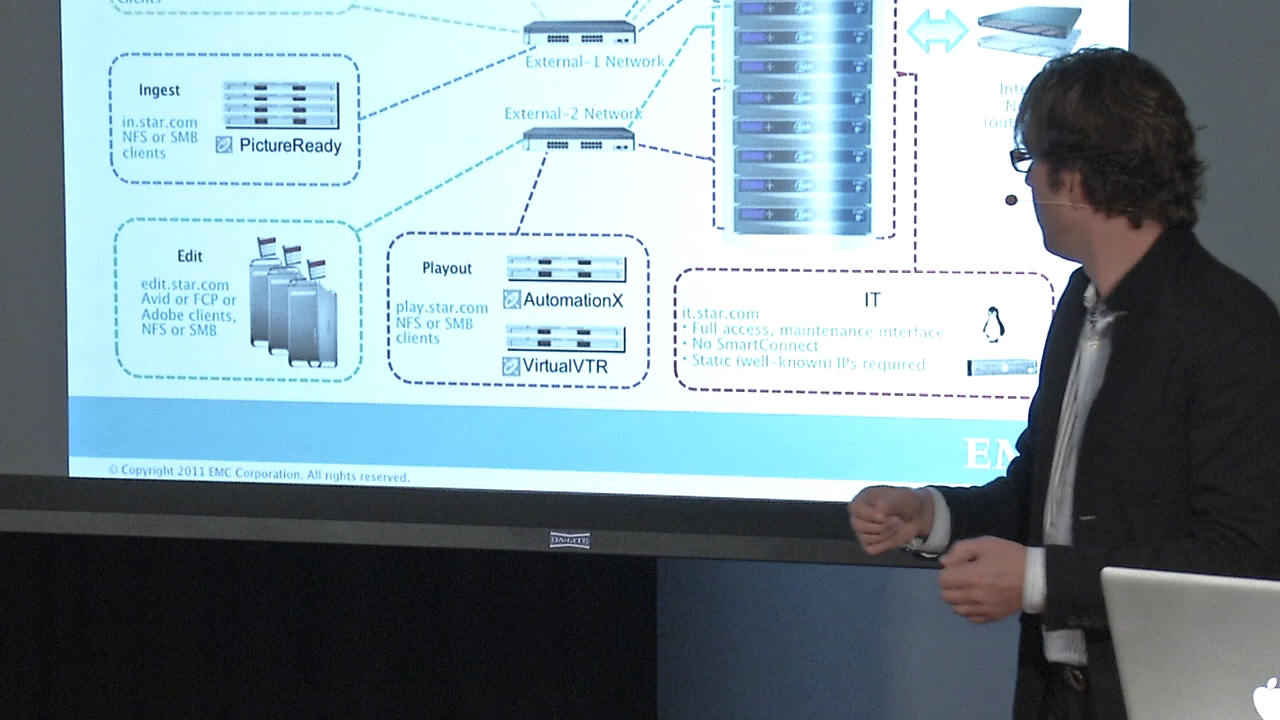 clients
External-1 Network
Ingest
in.star.com
NFS or SMB
clients
PictureReady
External-2 Network
Edit
edit.star.com
Avid or FCP or
Adobe clients,
NFS or SMB
Playout
play.star.com
NFS or SMB
clients
AutomationX
VirtualVTR
IT
it.star.com
• Full access, maintenance interface
• No SmartConnect
• Static (well-known) IPs required
© Copyright 2011 EMC Corporation. All rights reserved.
DA-LITE